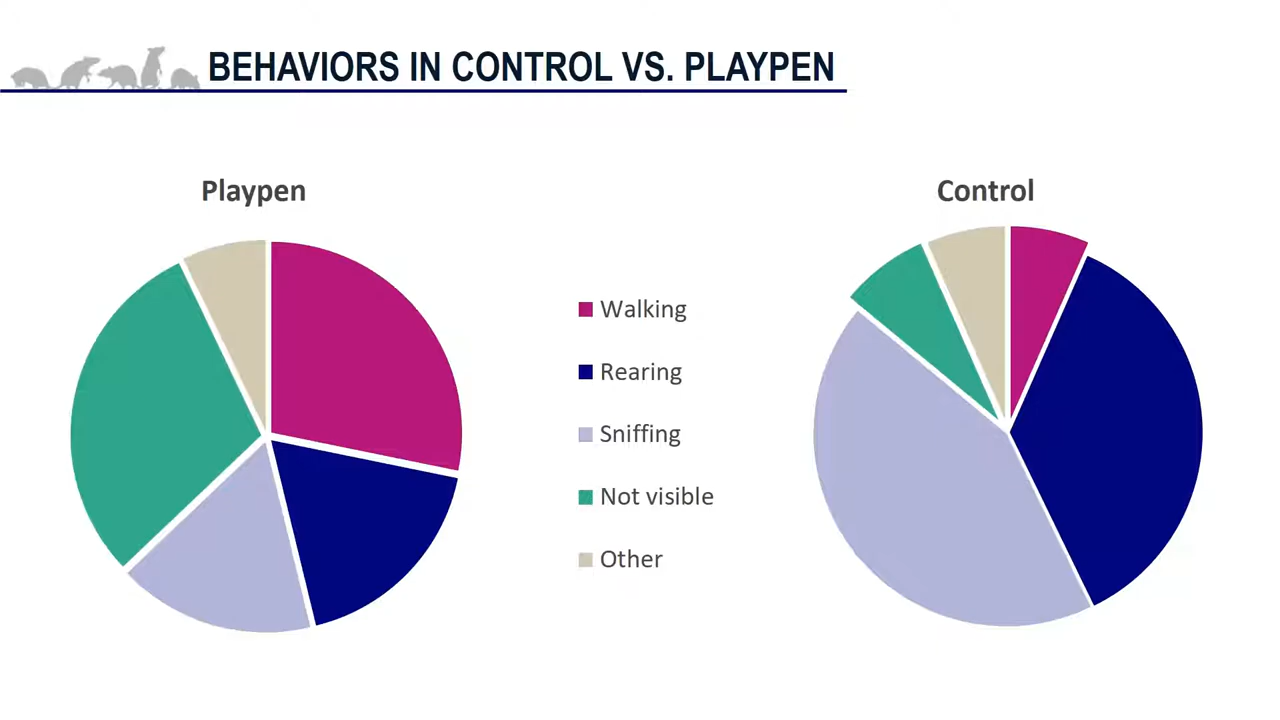 BEHAVIORS IN CONTROL VS. PLAYPEN
Playpen
Control
Walking
Rearing
Sniffing
Not visible
Other